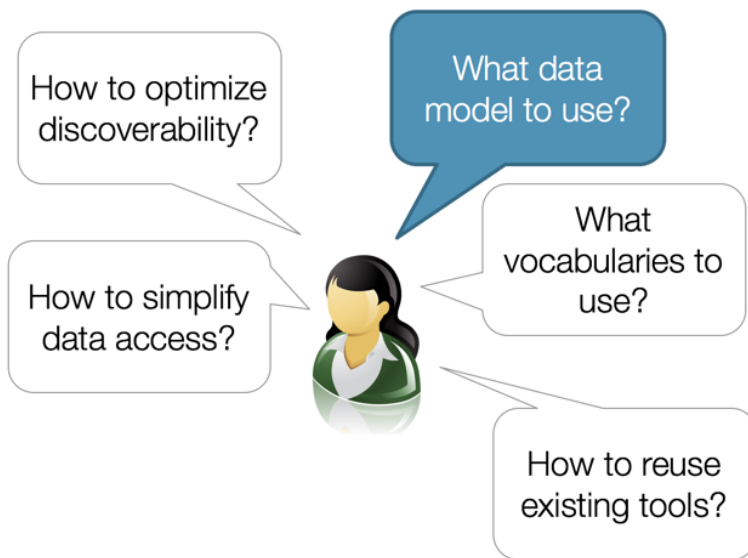 How to optimize
discoverability?
What data
model to use?
What
vocabularies to
use?
How to simplify
data access?
How to reuse
existing tools?